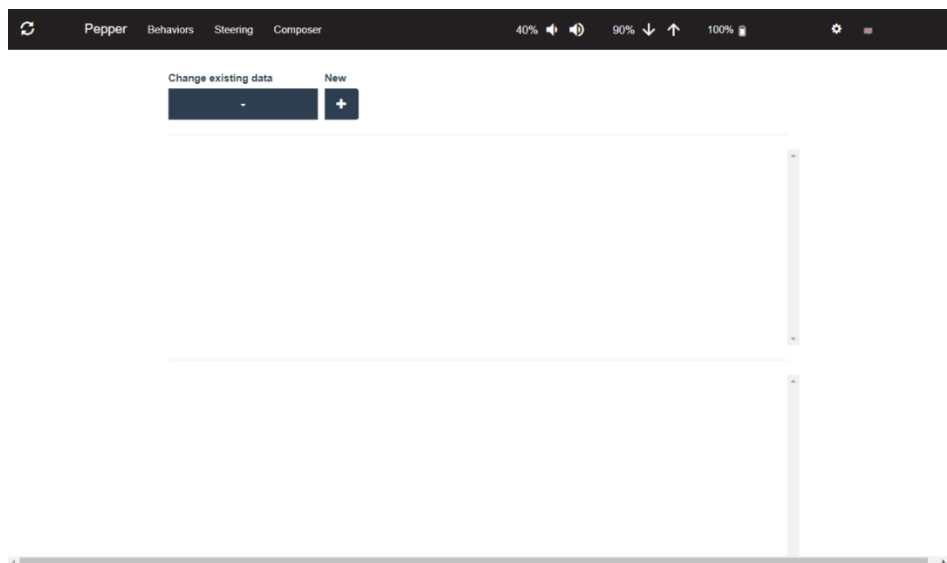 Pepper Behaviors Steering Composer 40% 90% 100%
Change existing data New